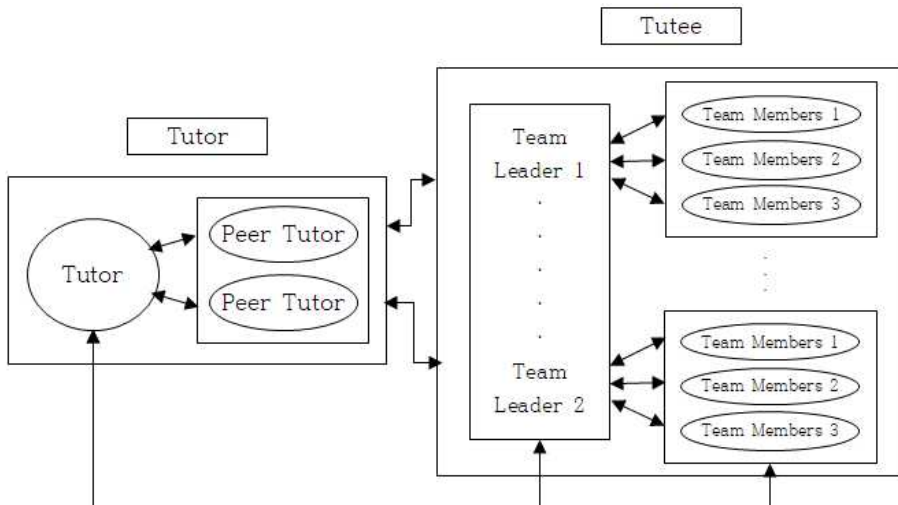 Tutee
Tutor
Tutor
Peer Tutor
Peer Tutor
Team
Leader 1
Team
Leader 2
Team Members 1
Team Members 2
Team Members 3
Team Members 1
Team Members 2
Team Members 3